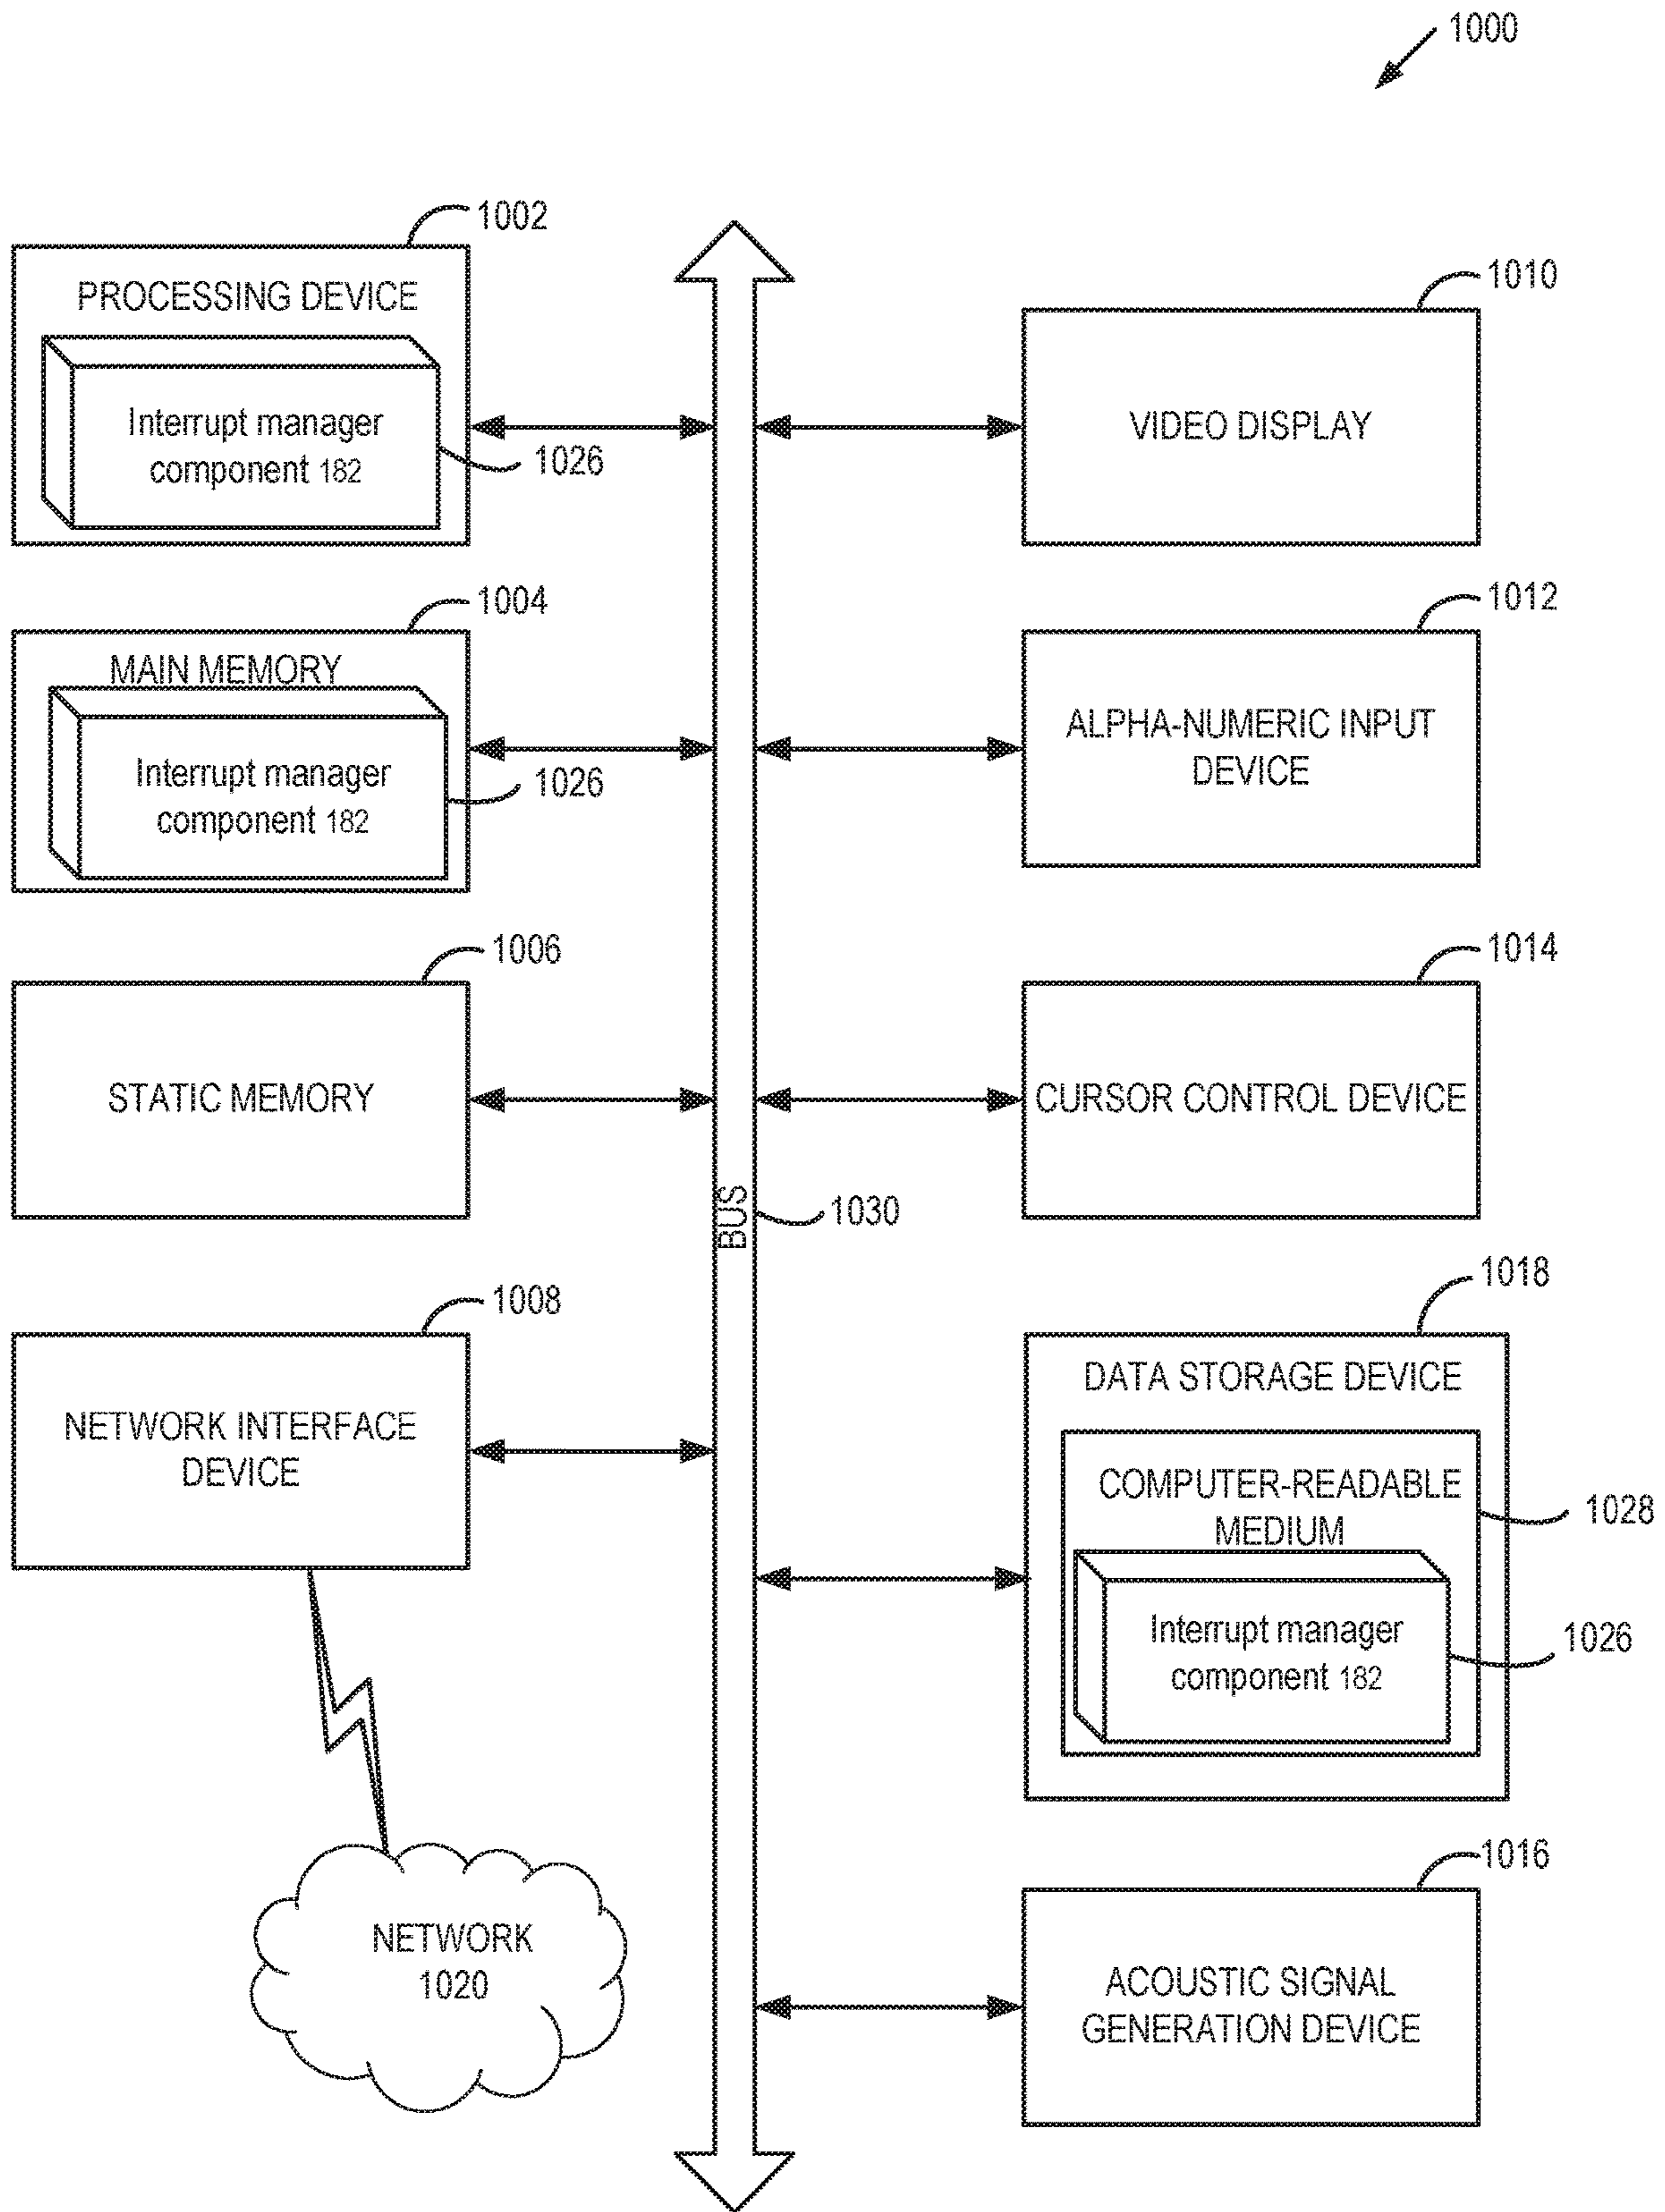 1000
1002
PROCESSING DEVICE
Interrupt manager
component 182
1026
1004
MAIN MEMORY
Interrupt manager
component 182
1026
1006
STATIC MEMORY
1008
NETWORK INTERFACE
DEVICE
NETWORK
1020
BUS
1030
1010
VIDEO DISPLAY
1012
ALPHA-NUMERIC INPUT
DEVICE
1014
CURSOR CONTROL DEVICE
1018
DATA STORAGE DEVICE
COMPUTER-READABLE
MEDIUM
1028
Interrupt manager
component 182
1026
1016
ACOUSTIC SIGNAL
GENERATION DEVICE